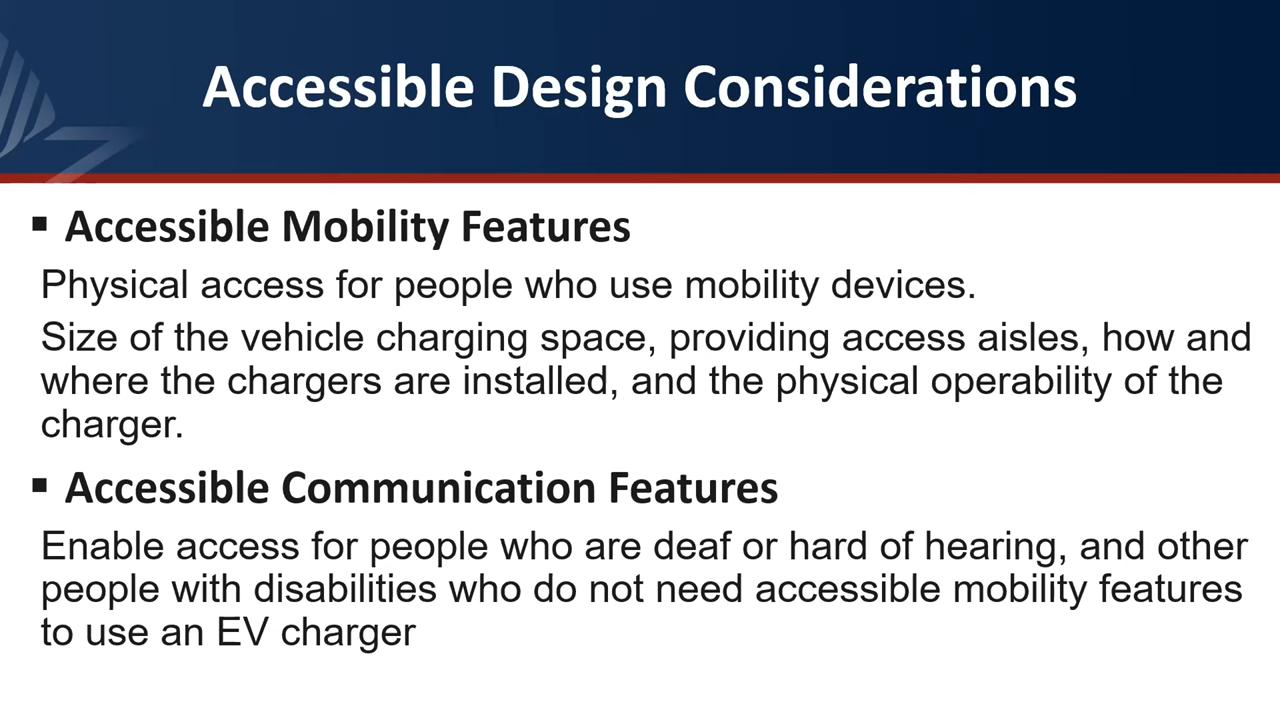 Accessible Design Considerations
▪ Accessible Mobility Features
Physical access for people who use mobility devices.
Size of the vehicle charging space, providing access aisles, how and
where the chargers are installed, and the physical operability of the
charger.
▪ Accessible Communication Features
Enable access for people who are deaf or hard of hearing, and other
people with disabilities who do not need accessible mobility features
to use an EV charger